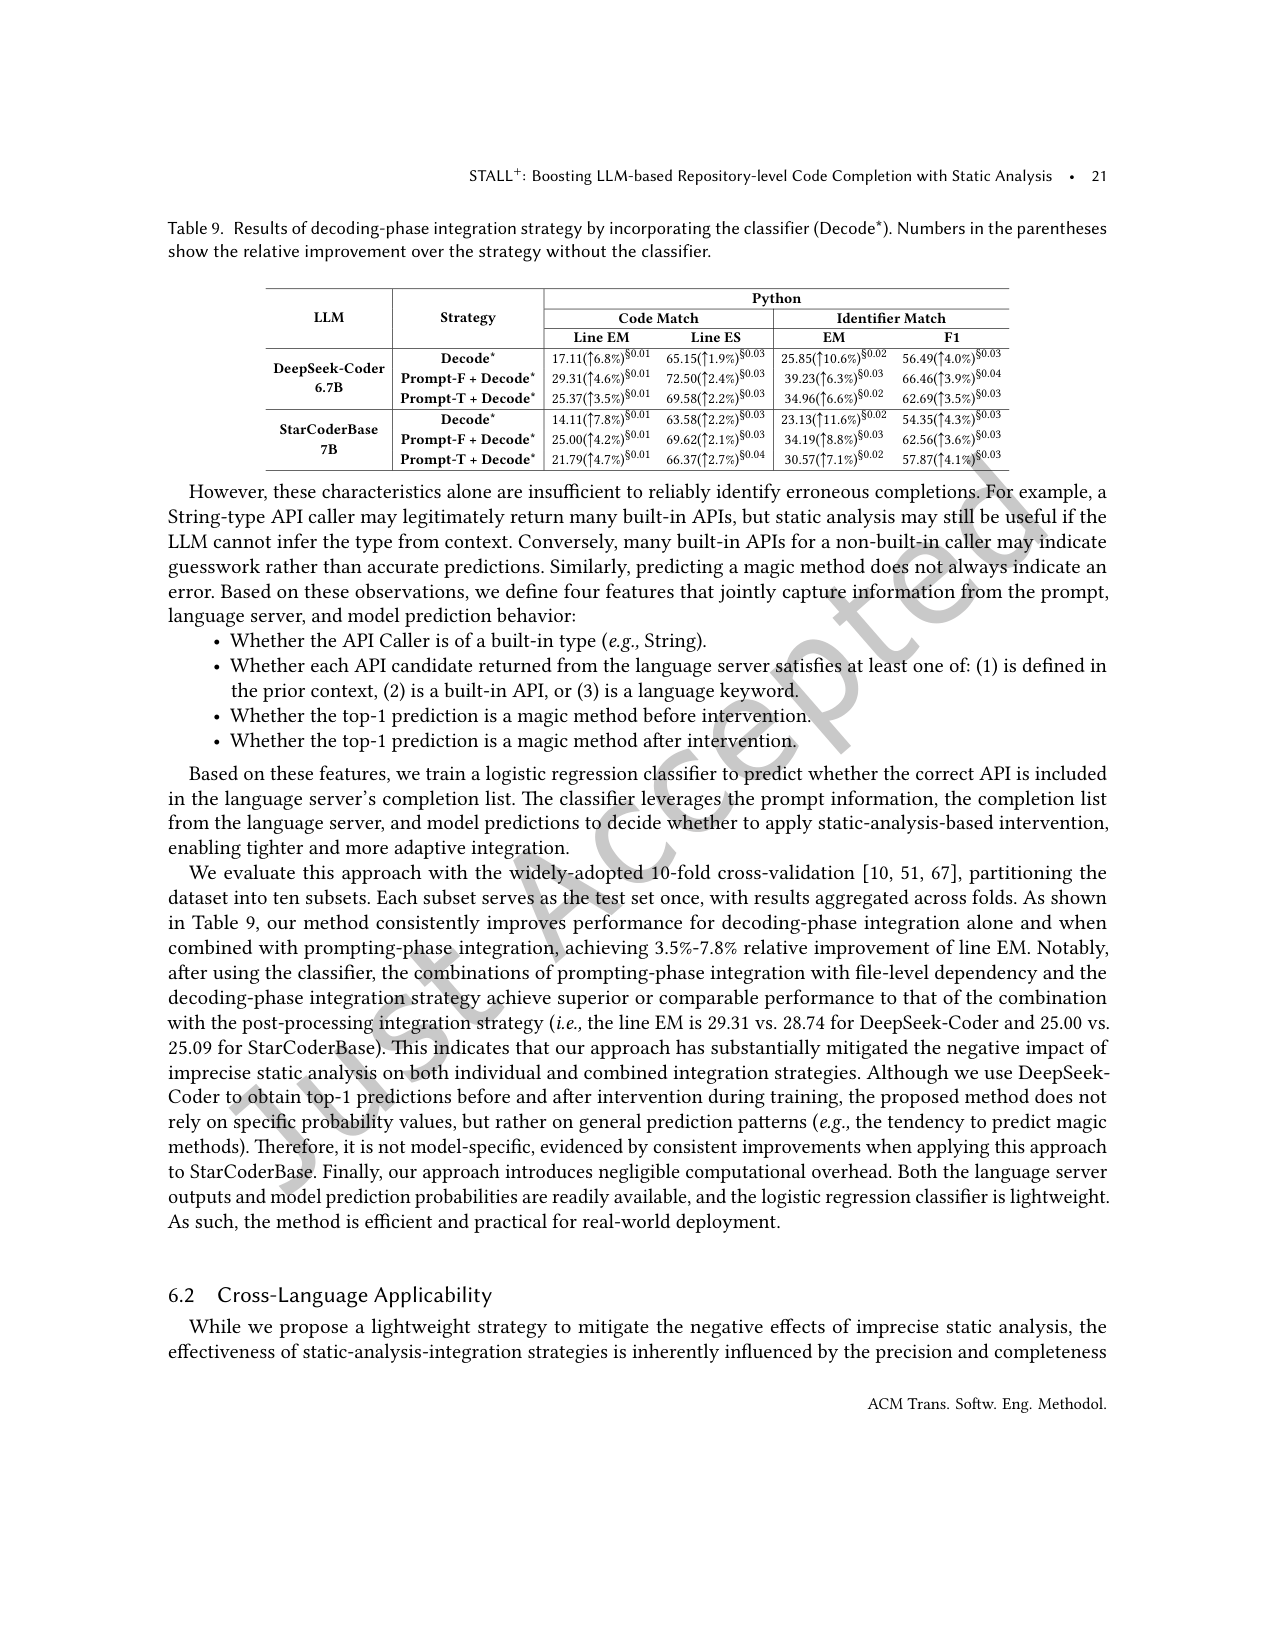 STALL+: Boosting LLM-based Repository-level Code Completion with Static Analysis • 21
Table 9. Results of decoding-phase integration strategy by incorporating the classifier (Decode*). Numbers in the parentheses
show the relative improvement over the strategy without the classifier.
LLM Strategy Python
Code Match Identifier Match
Line EM Line ES EM F1
DeepSeek-Coder 6.7B
Decode* 17.11(↑6.8%)§0.01 65.15(↑1.9%)§0.03 25.85(↑10.6%)§0.02 56.49(↑4.0%)§0.03
Prompt-F + Decode* 29.31(↑4.6%)§0.01 72.50(↑2.4%)§0.03 39.23(↑6.3%)§0.03 66.46(↑3.9%)§0.04
Prompt-T + Decode* 25.37(↑3.5%)§0.01 69.58(↑2.2%)§0.03 34.96(↑6.6%)§0.02 62.69(↑3.5%)§0.03
StarCoderBase 7B
Decode* 14.11(↑7.8%)§0.01 63.58(↑2.2%)§0.03 23.13(↑11.6%)§0.02 54.35(↑4.3%)§0.03
Prompt-F + Decode* 25.00(↑4.2%)§0.01 69.62(↑2.1%)§0.03 34.19(↑8.8%)§0.03 62.56(↑3.6%)§0.03
Prompt-T + Decode* 21.79(↑4.7%)§0.01 66.37(↑2.7%)§0.04 30.57(↑7.1%)§0.02 57.87(↑4.1%)§0.03
However, these characteristics alone are insufficient to reliably identify erroneous completions. For example, a
String-type API caller may legitimately return many built-in APIs, but static analysis may still be useful if the
LLM cannot infer the type from context. Conversely, many built-in APIs for a non-built-in caller may indicate
guesswork rather than accurate predictions. Similarly, predicting a magic method does not always indicate an
error. Based on these observations, we define four features that jointly capture information from the prompt,
language server, and model prediction behavior:
• Whether the API Caller is of a built-in type (e.g., String).
• Whether each API candidate returned from the language server satisfies at least one of: (1) is defined in
the prior context, (2) is a built-in API, or (3) is a language keyword.
• Whether the top-1 prediction is a magic method before intervention.
• Whether the top-1 prediction is a magic method after intervention.
Based on these features, we train a logistic regression classifier to predict whether the correct API is included
in the language server's completion list. The classifier leverages the prompt information, the completion list
from the language server, and model predictions to decide whether to apply static-analysis-based intervention,
enabling tighter and more adaptive integration.
We evaluate this approach with the widely-adopted 10-fold cross-validation [10, 51, 67], partitioning the
dataset into ten subsets. Each subset serves as the test set once, with results aggregated across folds. As shown
in Table 9, our method consistently improves performance for decoding-phase integration alone and when
combined with prompting-phase integration, achieving 3.5%-7.8% relative improvement of line EM. Notably,
after using the classifier, the combinations of prompting-phase integration with file-level dependency and the
decoding-phase integration strategy achieve superior or comparable performance to that of the combination
with the post-processing integration strategy (i.e., the line EM is 29.31 vs. 28.74 for DeepSeek-Coder and 25.00 vs.
25.09 for StarCoderBase). This indicates that our approach has substantially mitigated the negative impact of
imprecise static analysis on both individual and combined integration strategies. Although we use DeepSeek-
Coder to obtain top-1 predictions before and after intervention during training, the proposed method does not
rely on specific probability values, but rather on general prediction patterns (e.g., the tendency to predict magic
methods). Therefore, it is not model-specific, evidenced by consistent improvements when applying this approach
to StarCoderBase. Finally, our approach introduces negligible computational overhead. Both the language server
outputs and model prediction probabilities are readily available, and the logistic regression classifier is lightweight.
As such, the method is efficient and practical for real-world deployment.
6.2 Cross-Language Applicability
While we propose a lightweight strategy to mitigate the negative effects of imprecise static analysis, the
effectiveness of static-analysis-integration strategies is inherently influenced by the precision and completeness
ACM Trans. Softw. Eng. Methodol.
Just Accepted